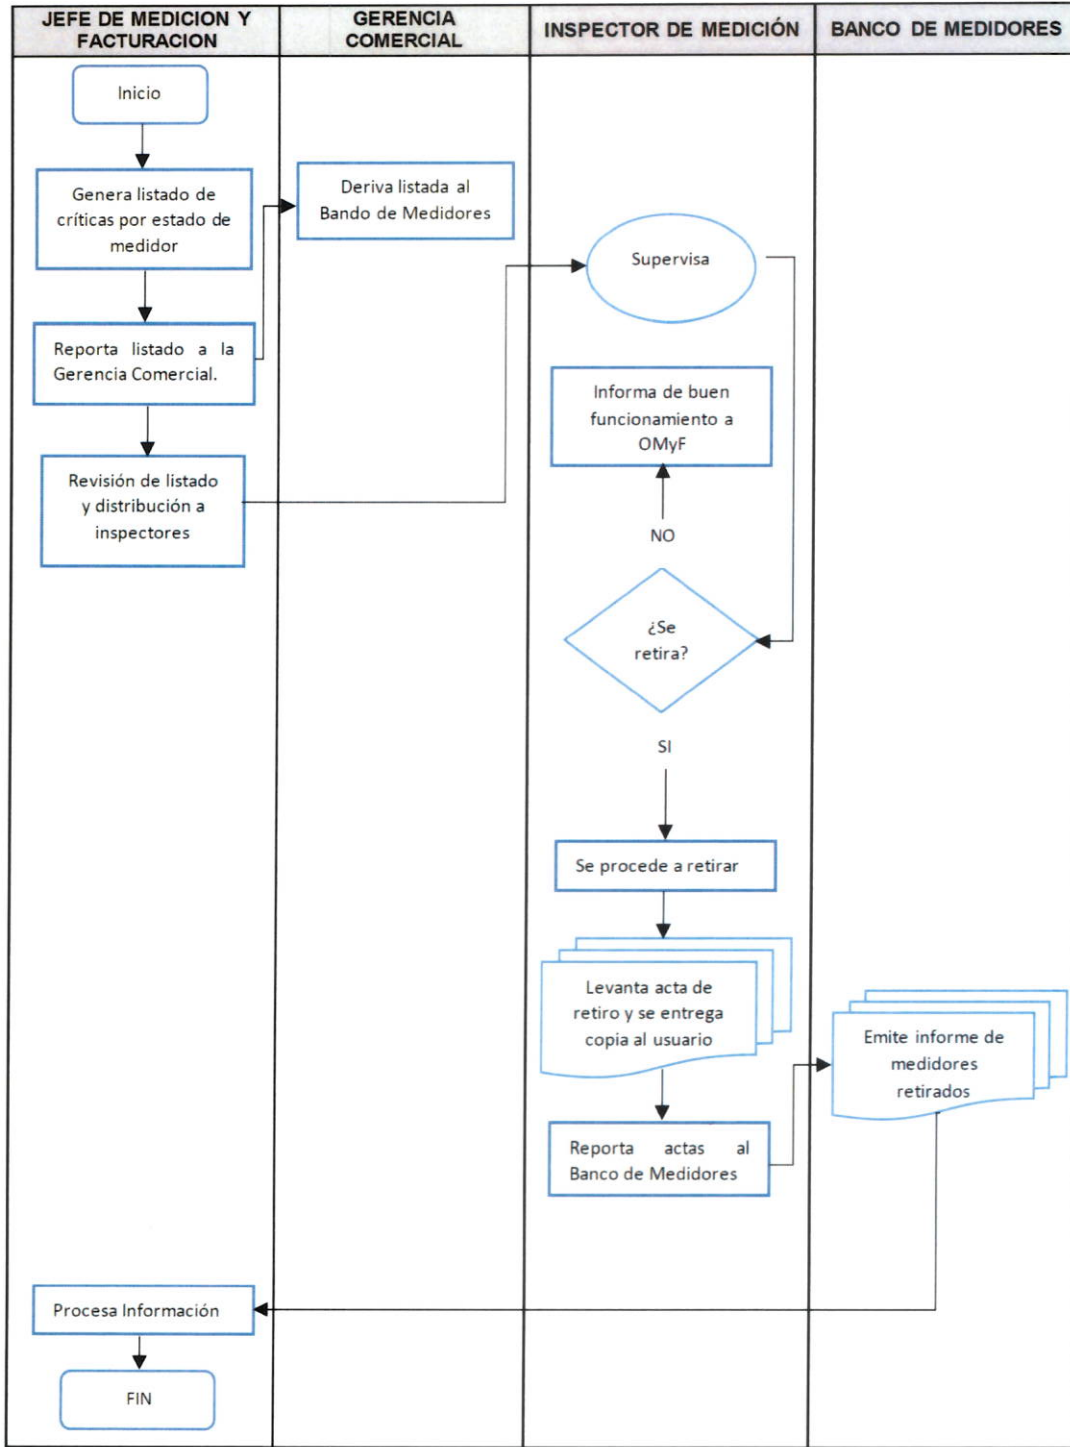 JEFE DE MEDICION Y
FACTURACION
GERENCIA
COMERCIAL
INSPECTOR DE MEDICIÓN
BANCO DE MEDIDORES
Inicio
Genera listado de
críticas por estado de
medidor
Deriva listada al
Bando de Medidores
Supervisa
Reporta listado a la
Gerencia Comercial.
Informa de buen
funcionamiento a
OMyF
Revisión de listado
y distribución a
inspectores
NO
¿Se
retira?
SI
Se procede a retirar
Levanta acta de
retiro y se entrega
copia al usuario
Emite informe de
medidores
retirados
Reporta actas al
Banco de Medidores
Procesa Información
FIN